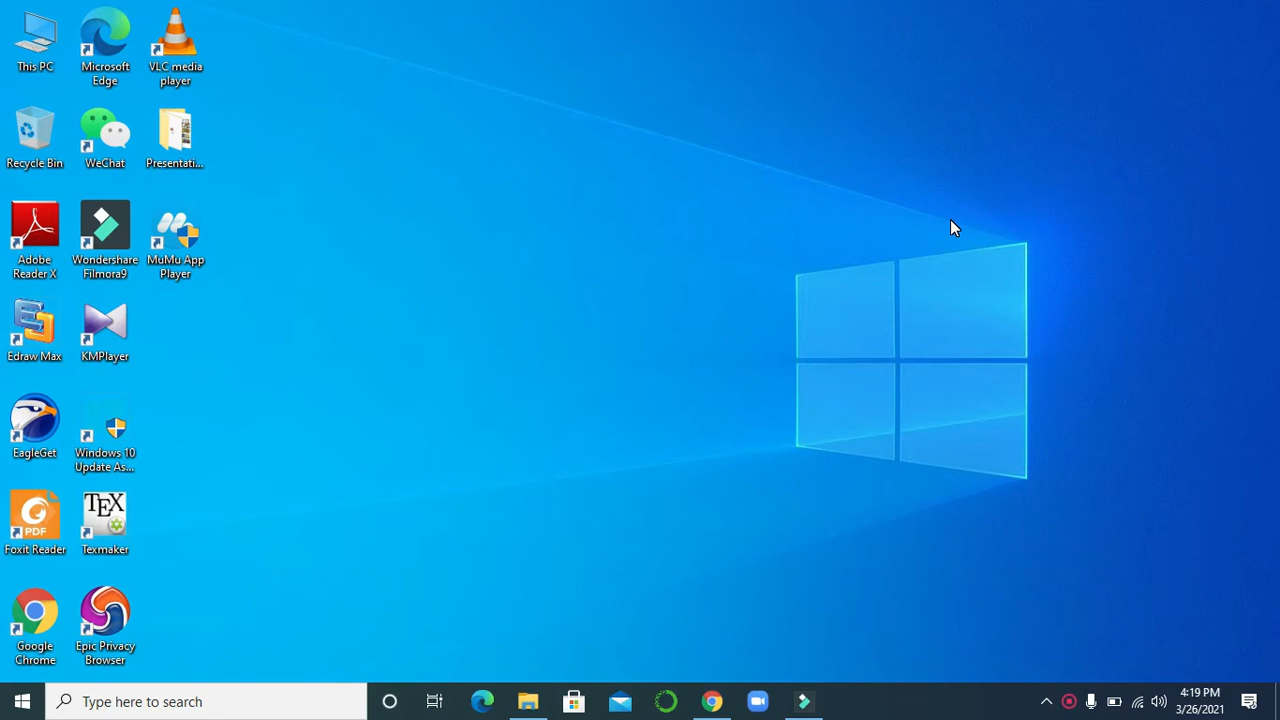 This PC
Microsoft
Edge
VLC media
player
Recycle Bin
WeChat
Presentati...
Adobe
Reader X
Wondershare
Filmora9
MuMu App
Player
Edraw Max
KMPlayer
EagleGet
Windows 10
Update As...
PDF
Foxit Reader
TEX
Texmaker
Google
Chrome
Epic Privacy
Browser
Type here to search
4:19 PM
3/26/2021